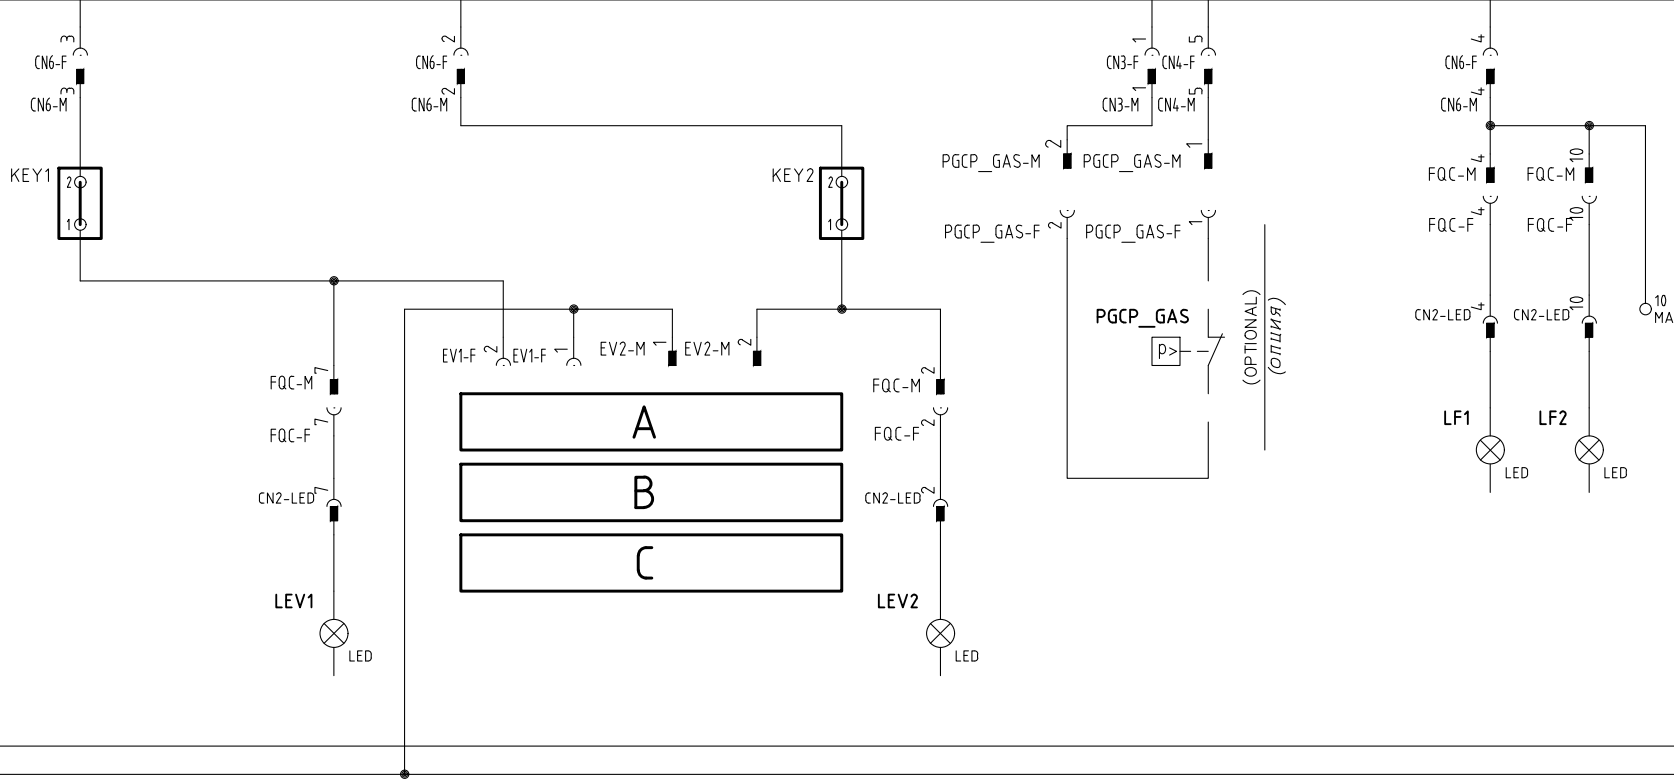 3
2
1
5
4
CN6-F
CN6-F
CN3-F
CN4-F
CN6-F
3
2
1
5
4
CN6-M
CN6-M
CN3-M
CN4-M
CN6-M
2
1
4
10
PGCP_GAS-M
PGCP_GAS-M
KEY1
2
1
KEY2
2
1
FQC-M
FQC-M
PGCP_GAS-F
2
PGCP_GAS-F
1
4
10
FQC-F
FQC-F
PGCP_GAS
p>
(OPTIONAL)
(ОПЦИЯ)
CN2-LED
4
CN2-LED
10
10
MA
EV1-F
2
EV1-F
1
EV2-M
1
EV2-M
2
FQC-M
7
FQC-M
2
FQC-F
7
FQC-F
2
A
B
C
LF1
LF2
LED
LED
CN2-LED
7
CN2-LED
2
LEV1
LEV2
LED
LED